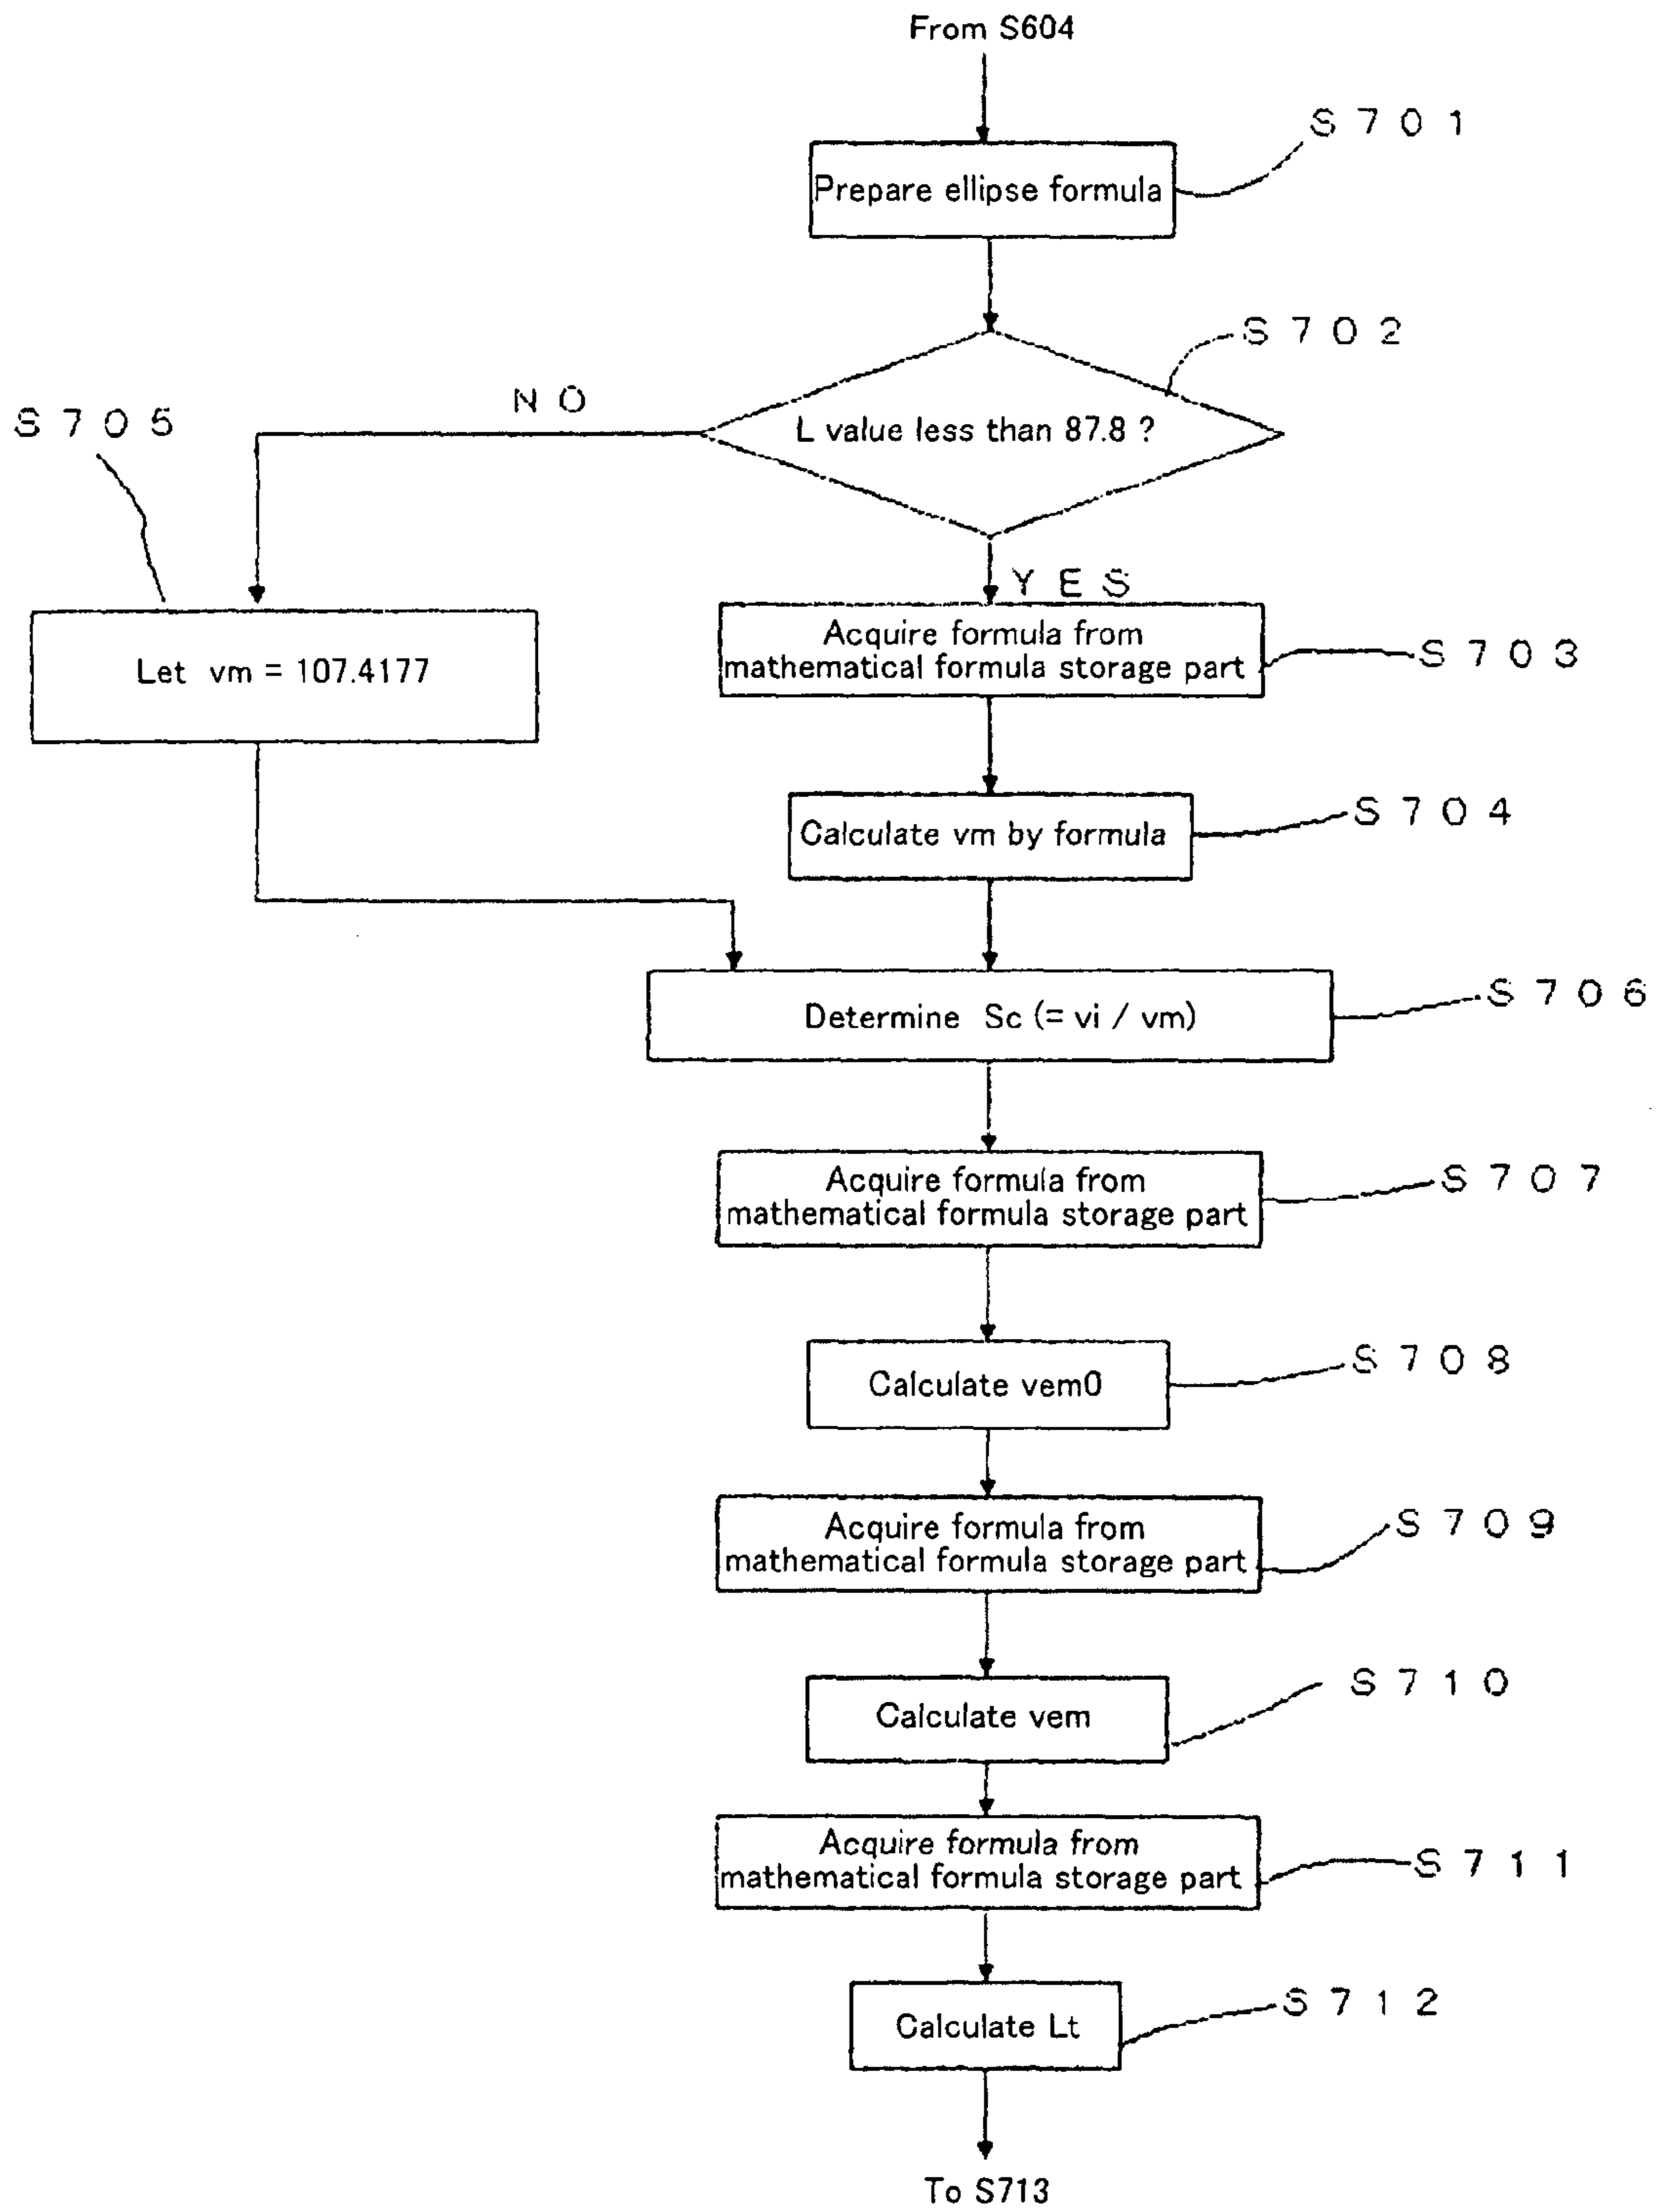 From S604
S701
Prepare ellipse formula
S702
L value less than 87.8 ?
NO
S705
YES
Let vm = 107.4177
Acquire formula from
mathematical formula storage part
S703
Calculate vm by formula
S704
Determine Sc (= vi / vm)
S706
Acquire formula from
mathematical formula storage part
S707
Calculate vem0
S708
Acquire formula from
mathematical formula storage part
S709
Calculate vem
S710
Acquire formula from
mathematical formula storage part
S711
Calculate Lt
S712
To S713